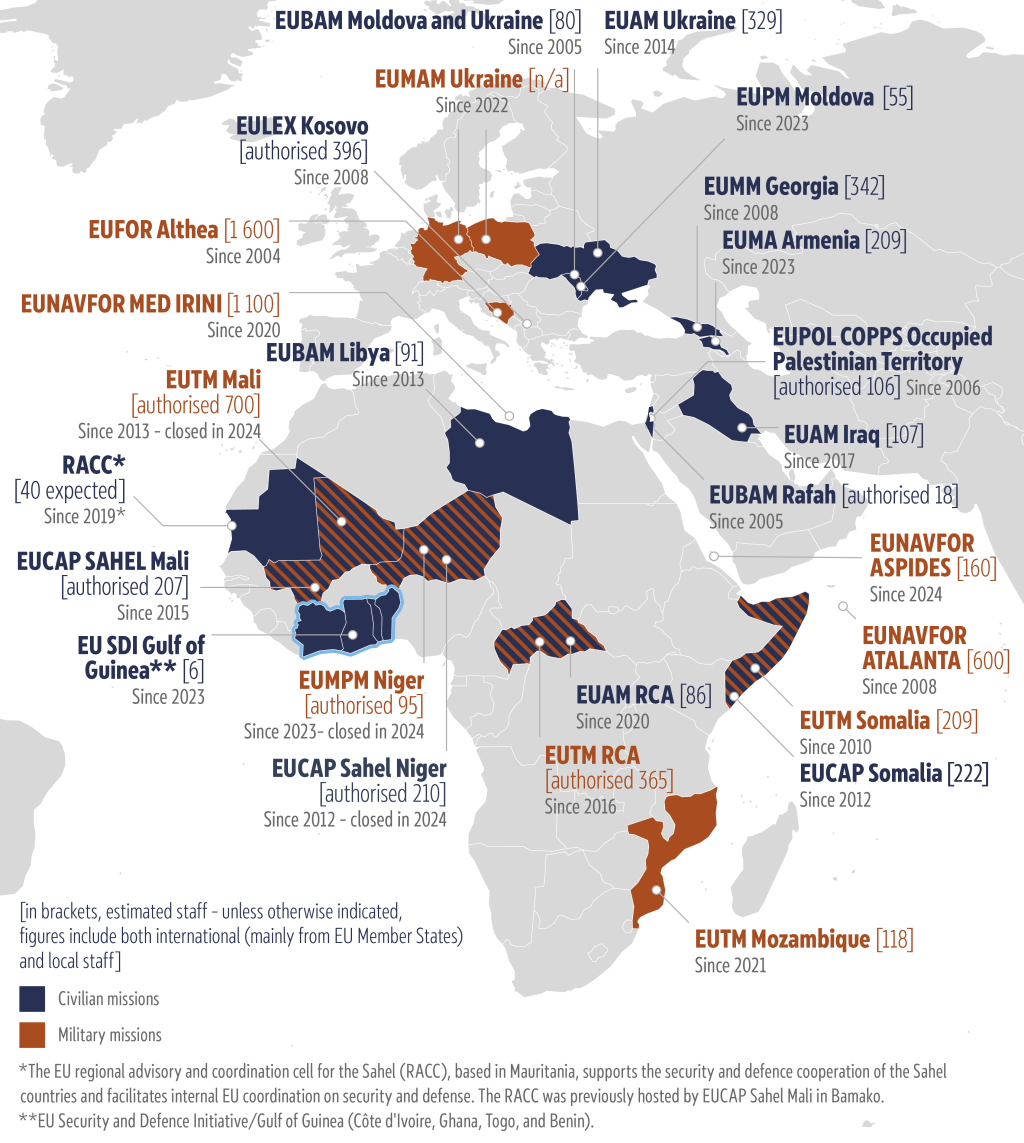 EUBAM Moldova and Ukraine [80]
Since 2005
EUAM Ukraine [329]
Since 2014
EUMAM Ukraine [n/a]
Since 2022
EUPM Moldova [55]
Since 2023
EULEX Kosovo
[authorised 396]
Since 2008
EUMM Georgia [342]
Since 2008
EUFOR Althea [1 600]
Since 2004
EUMA Armenia [209]
Since 2023
EUNAVFOR MED IRINI [1 100]
Since 2020
EUBAM Libya [91]
Since 2013
EUPOL COPPS Occupied
Palestinian Territory
[authorised 106] Since 2006
EUTM Mali
[authorised 700]
Since 2013 - closed in 2024
EUAM Iraq [107]
Since 2017
RACC*
[40 expected]
Since 2019*
EUBAM Rafah [authorised 18]
Since 2005
EUNAVFOR
ASPIDES [160]
Since 2024
EUCAP SAHEL Mali
[authorised 207]
Since 2015
EU SDI Gulf of
Guinea** [6]
Since 2023
EUNAVFOR
ATALANTA [600]
Since 2008
EUMPM Niger
[authorised 95]
Since 2023- closed in 2024
EUAM RCA [86]
Since 2020
EUTM Somalia [209]
Since 2010
EUCAP Sahel Niger
[authorised 210]
Since 2012 - closed in 2024
EUTM RCA
[authorised 365]
Since 2016
EUCAP Somalia [222]
Since 2012
EUTM Mozambique [118]
Since 2021
[in brackets, estimated staff - unless otherwise indicated,
figures include both international (mainly from EU Member States)
and local staff]
Civilian missions
Military missions
*The EU regional advisory and coordination cell for the Sahel (RACC), based in Mauritania, supports the security and defence cooperation of the Sahel
countries and facilitates internal EU coordination on security and defense. The RACC was previously hosted by EUCAP Sahel Mali in Bamako.
**EU Security and Defence Initiative/Gulf of Guinea (Côte d'Ivoire, Ghana, Togo, and Benin).